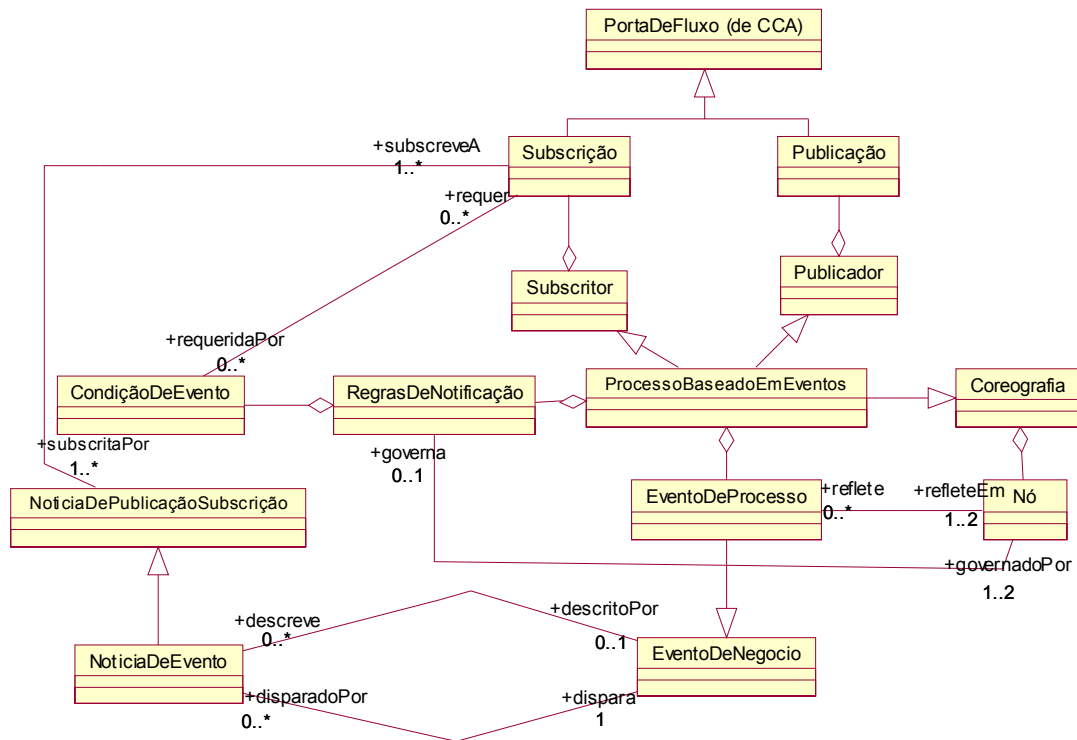 PortaDeFluxo (de CCA)
+subscreveA
1..*
Subscrição
Publicação
+requer
0..*
Subscritor
Publicador
+requeridaPor
0..*
CondiçãoDeEvento
RegrasDeNotificação
ProcessoBaseadoEmEventos
Coreografia
+subscritaPor
1..*
+governa
0..1
NoticiaDePublicaçãoSubscrição
EventoDeProcesso
+reflete
0..*
+refleteEm
1..2
Nó
+governadoPor
1..2
+descreve
0..*
+descritoPor
0..1
NoticiaDeEvento
EventoDeNegocio
+disparadoPor
0..*
+dispara
1